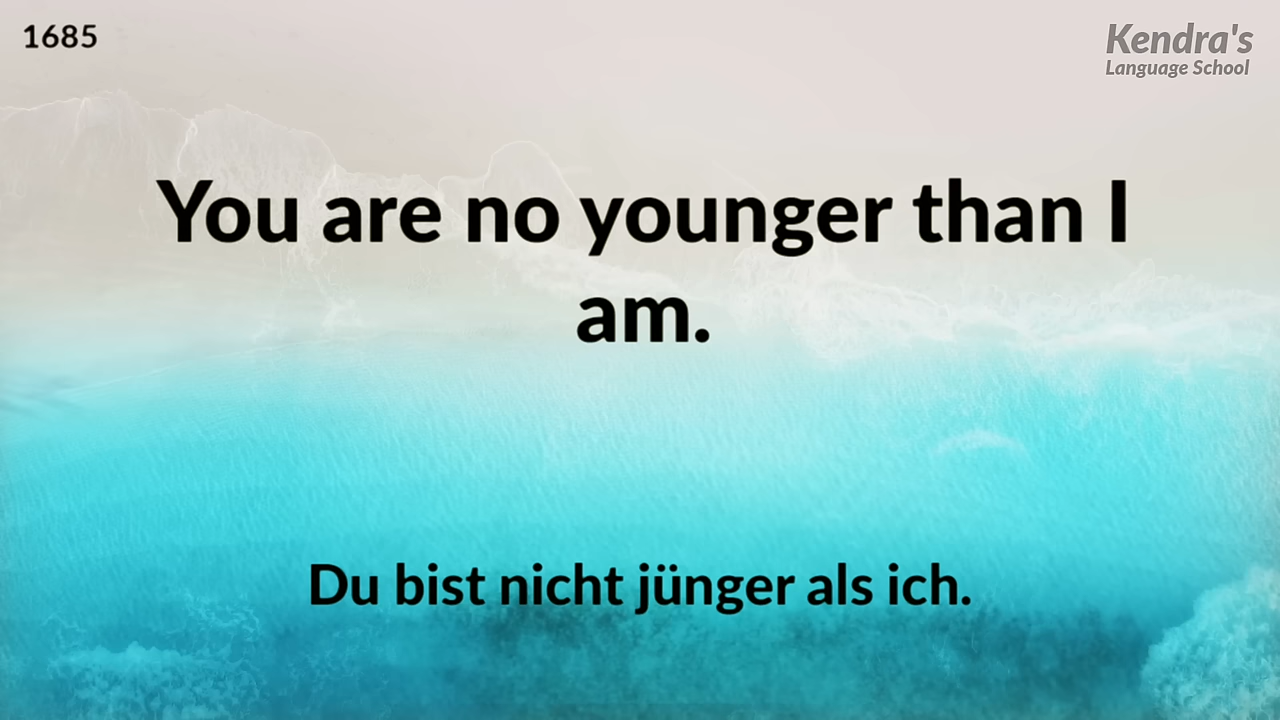 1685
Kendra's
Language School
You are no younger than I
am.
Du bist nicht jünger als ich.